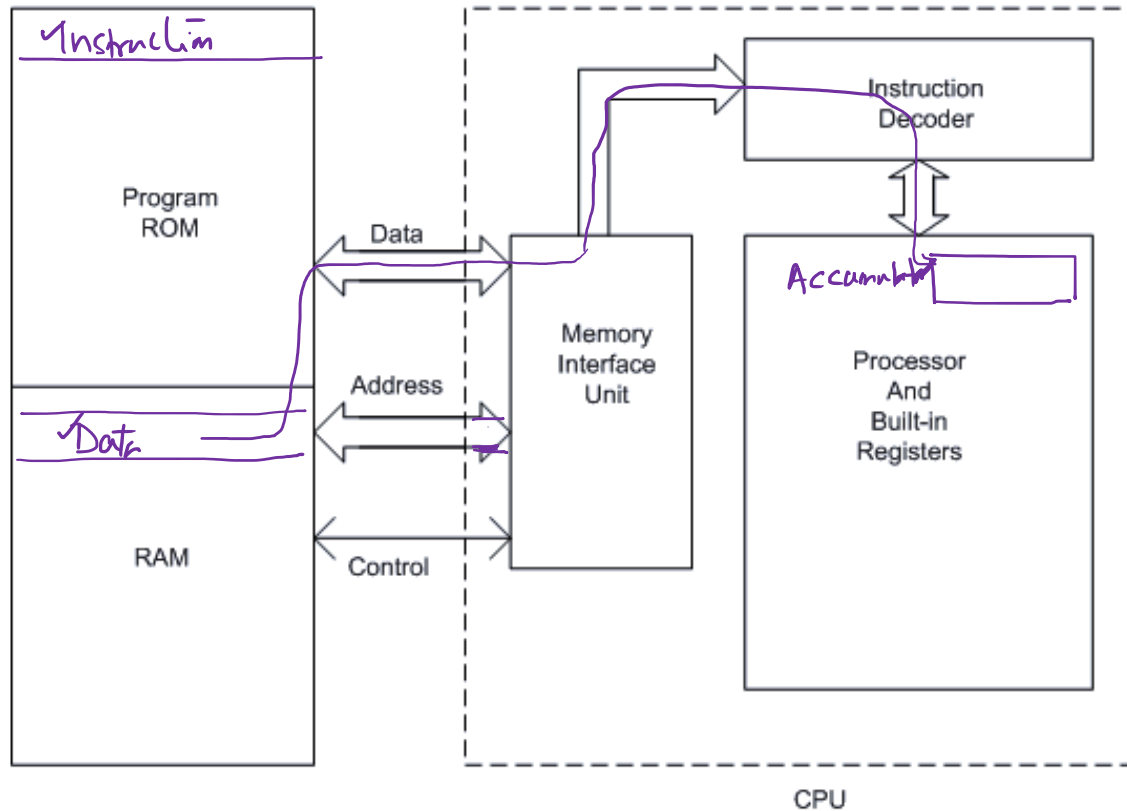 Instruction
Program
ROM
Data
Address
Data
RAM
Control
Memory
Interface
Unit
Instruction
Decoder
Processor
And
Built-in
Registers
CPU